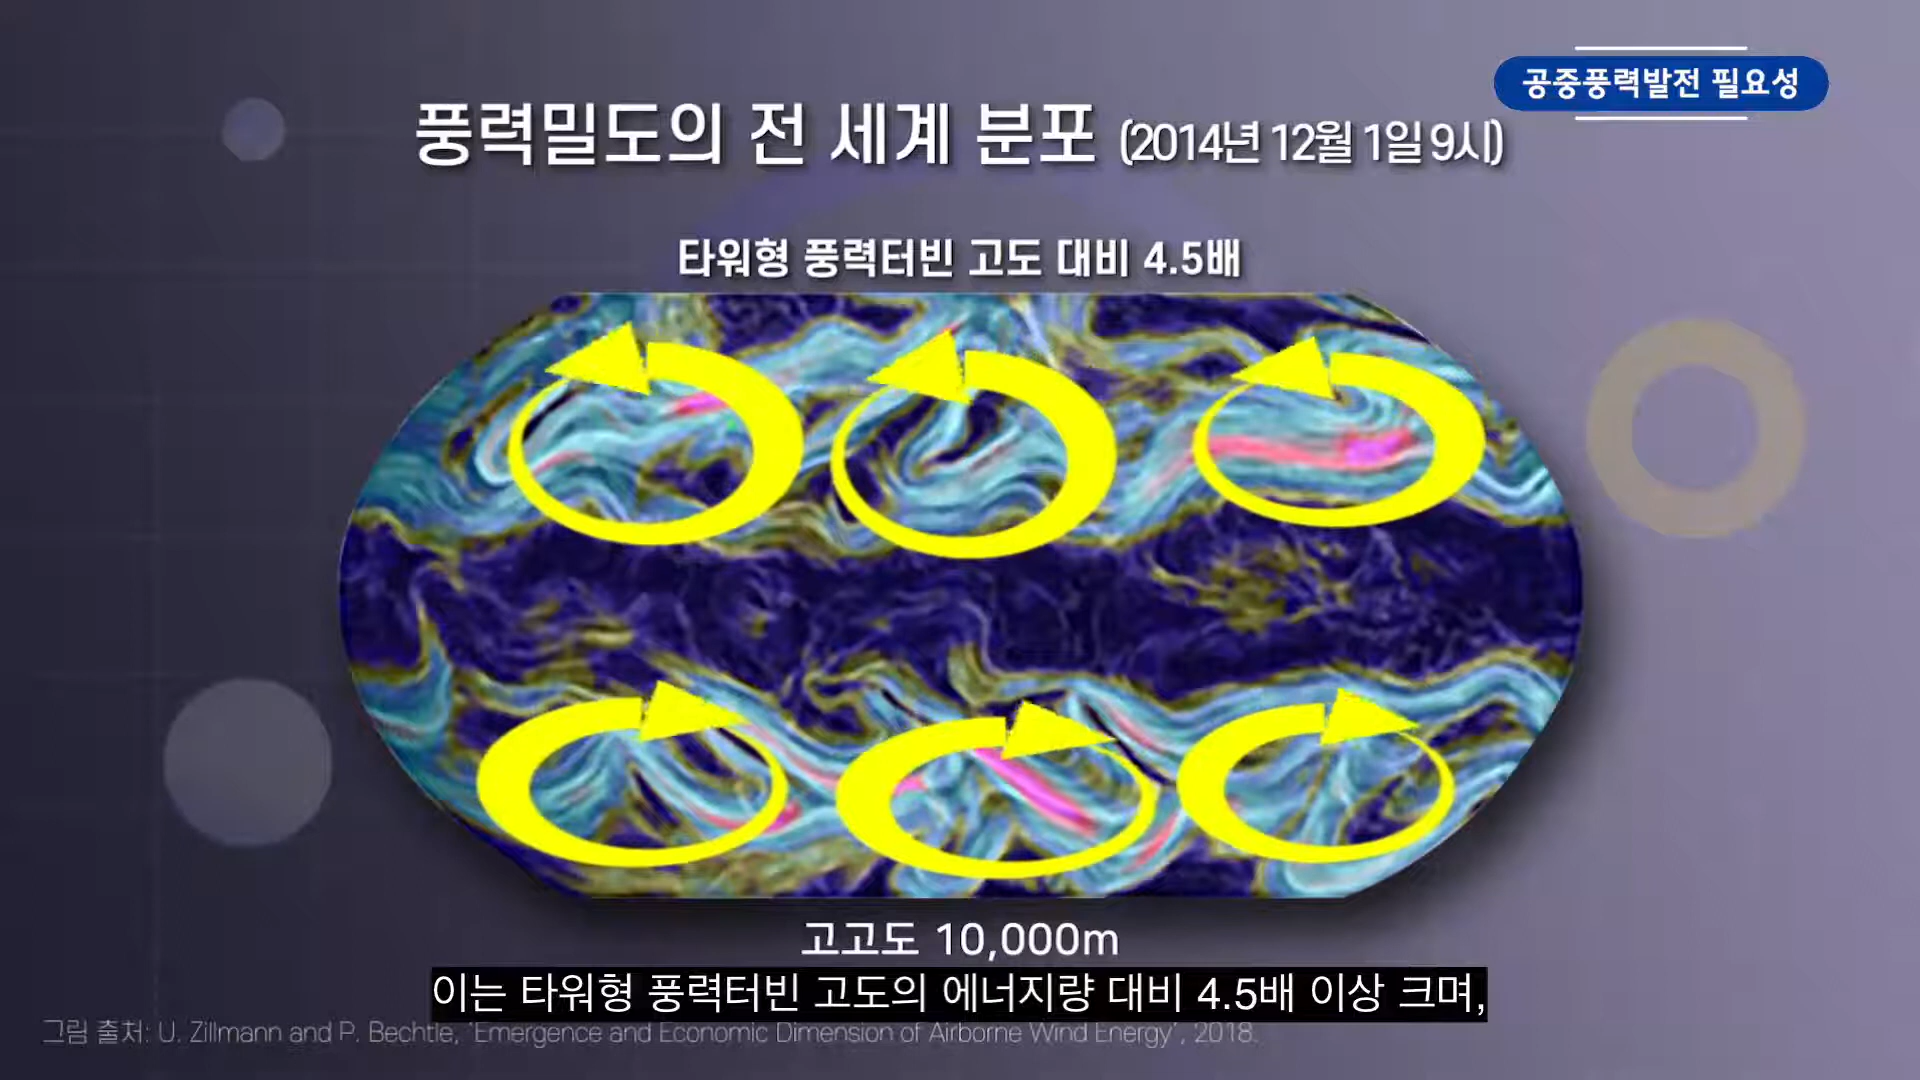 공중풍력발전 필요성
풍력밀도의 전 세계 분포 (2014년 12월 1일 9시)
타워형 풍력터빈 고도 대비 4.5배
고고도 10,000m
이는 타워형 풍력터빈 고도의 에너지량 대비 4.5배 이상 크며,
그림 출처: U. Zillmann and P. Bechtle, 'Emergence and Economic Dimension of Airborne Wind Energy', 2018.